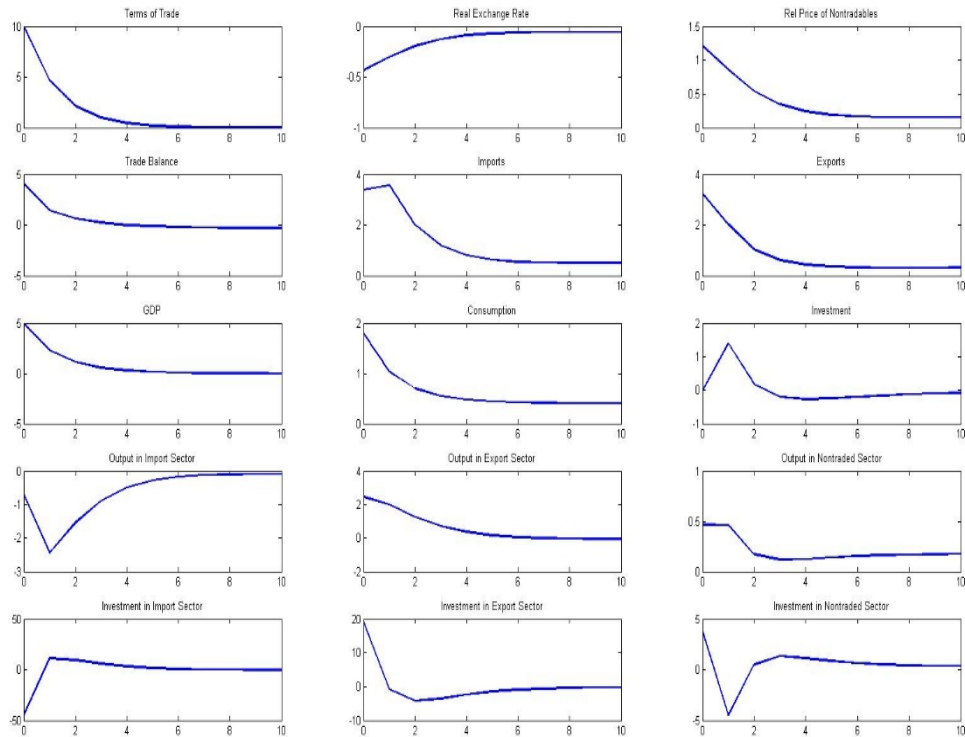 Terms of Trade
10
5
0
0 2 4 6 8 10
Real Exchange Rate
0
-0.5
-1
0 2 4 6 8 10
Rel Price of Nontradables
1.5
1
0.5
0
0 2 4 6 8 10
Trade Balance
5
0
-5
0 2 4 6 8 10
Imports
4
2
0
0 2 4 6 8 10
Exports
4
2
0
0 2 4 6 8 10
GDP
5
0
-5
0 2 4 6 8 10
Consumption
2
1
0
0 2 4 6 8 10
Investment
2
1
0
-1
0 2 4 6 8 10
Output in Import Sector
0
-1
-2
-3
0 2 4 6 8 10
Output in Export Sector
4
2
0
-2
0 2 4 6 8 10
Output in Nontraded Sector
1
0.5
0
0 2 4 6 8 10
Investment in Import Sector
50
0
-50
0 2 4 6 8 10
Investment in Export Sector
20
10
0
-10
0 2 4 6 8 10
Investment in Nontraded Sector
5
0
-5
0 2 4 6 8 10